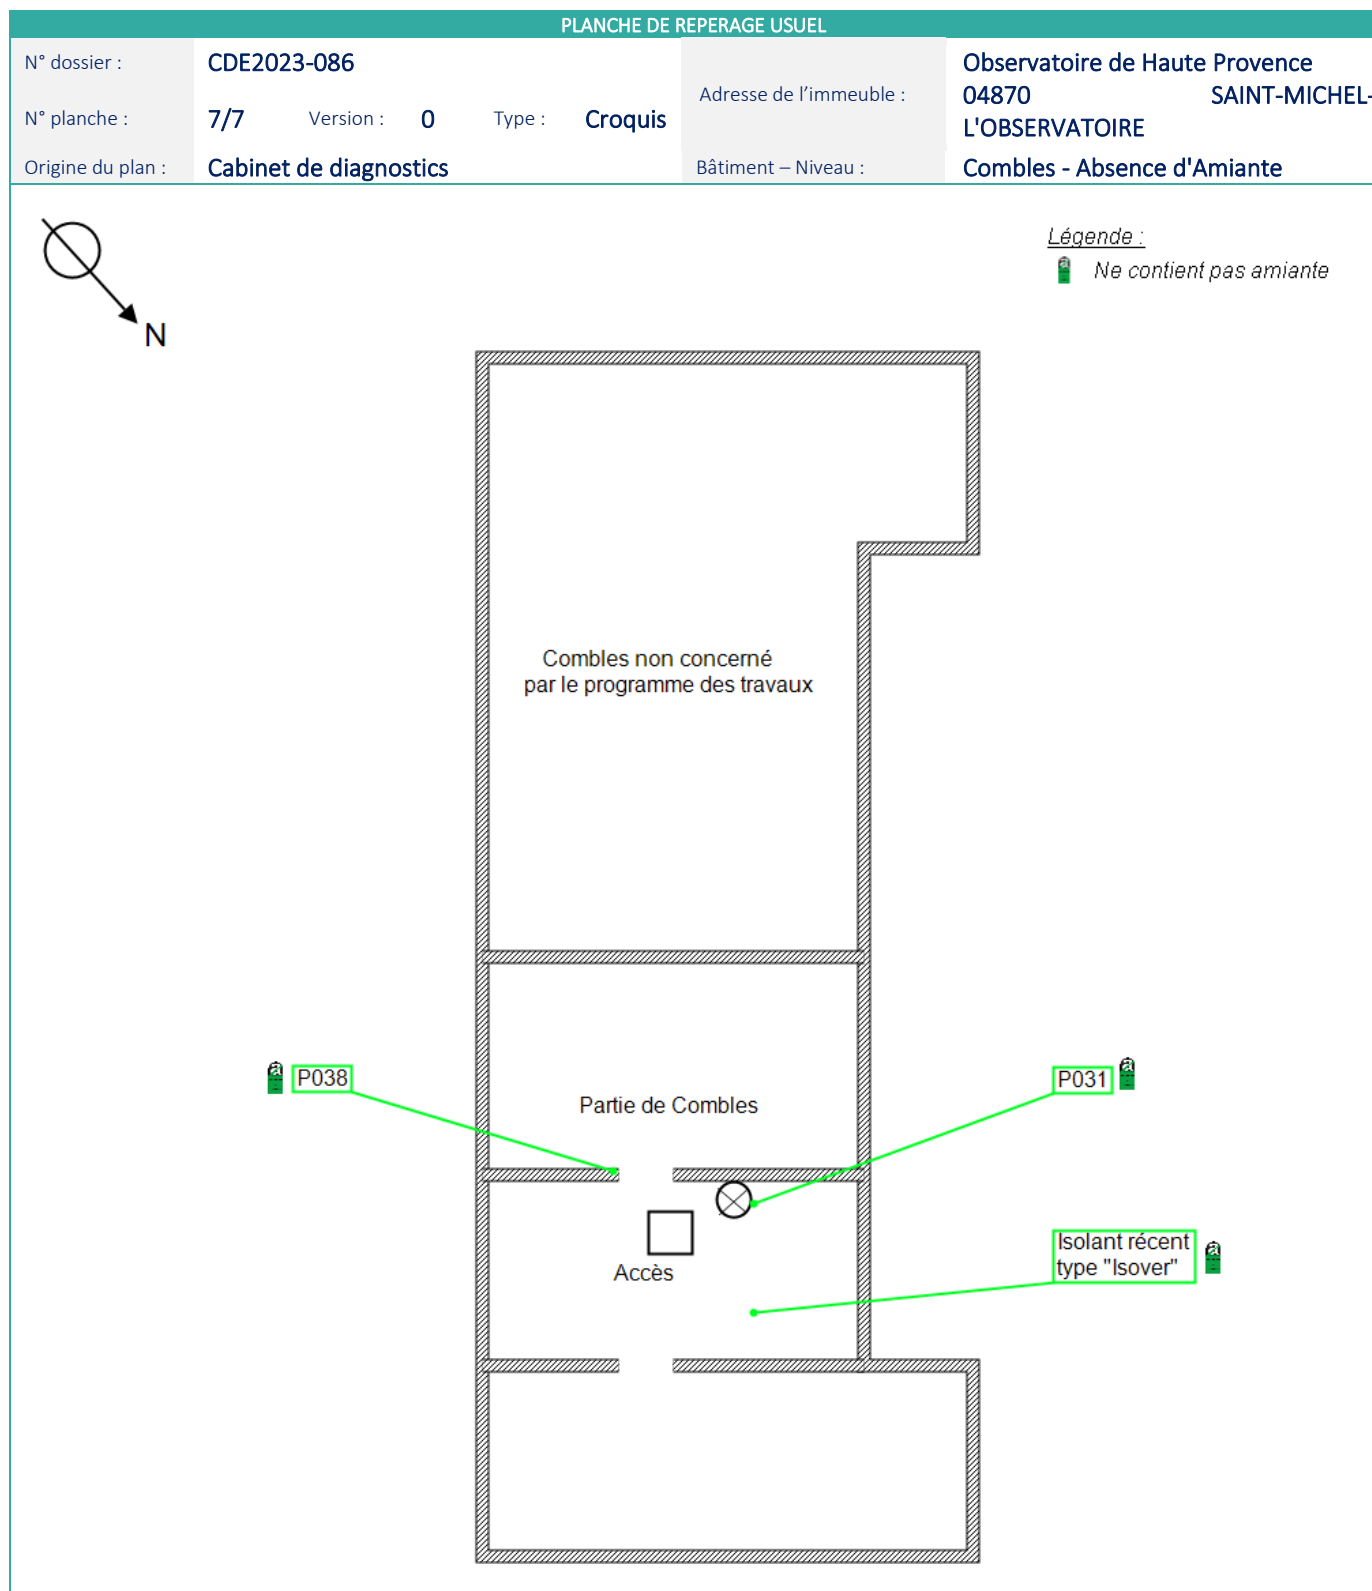 PLANCHE DE REPERAGE USUEL
N° dossier : CDE2023-086
Adresse de l'immeuble : Observatoire de Haute Provence
04870 SAINT-MICHEL-
L'OBSERVATOIRE
N° planche : 7/7 Version : 0 Type : Croquis
Origine du plan : Cabinet de diagnostics
Bâtiment – Niveau : Combles - Absence d'Amiante
N
Légende :
a Ne contient pas amiante
Combles non concerné
par le programme des travaux
a P038
P031 a
Partie de Combles
Isolant récent
type "Isover" a
Accès